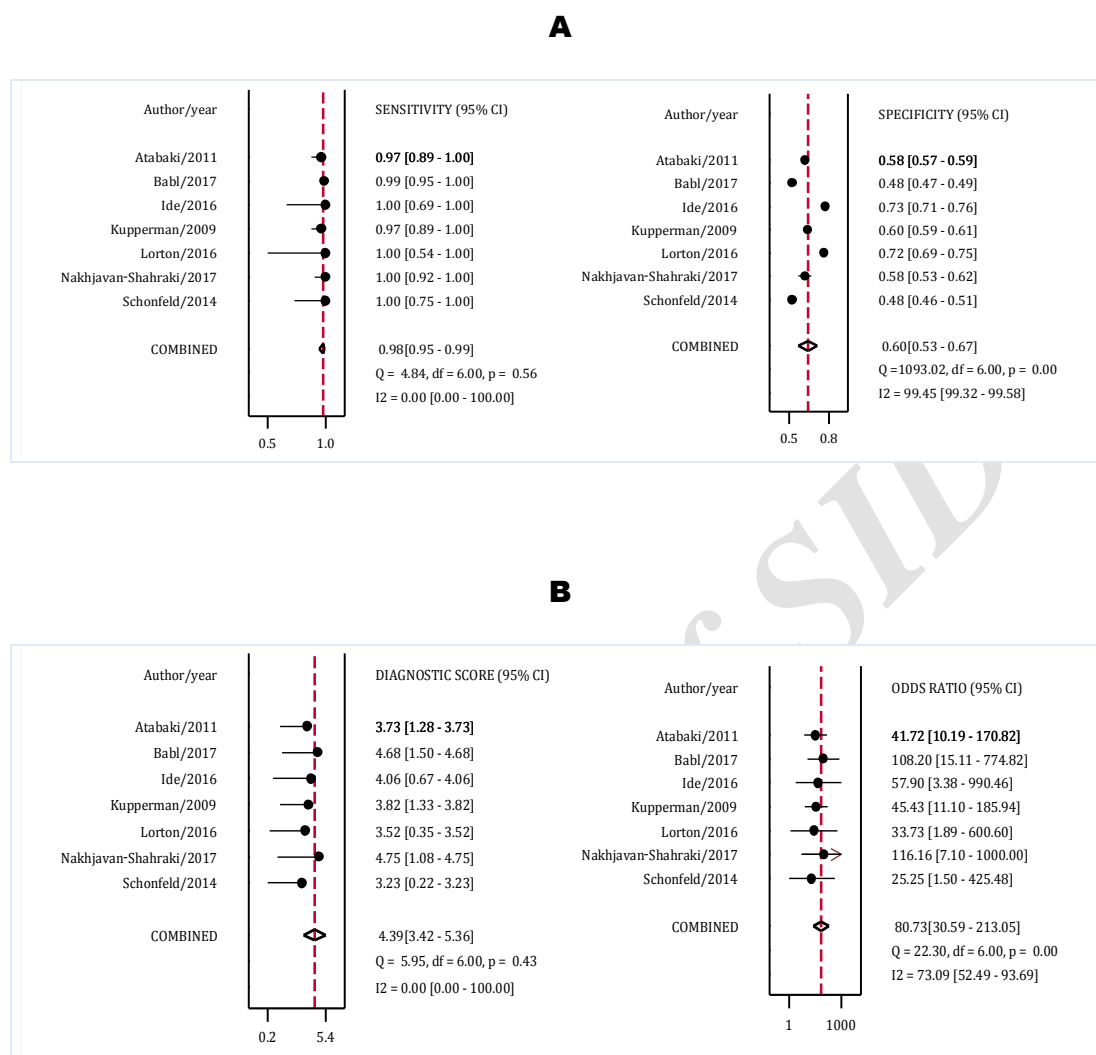 A
Author/year SENSITIVITY (95% CI)
Atabaki/2011 0.97 [0.89 - 1.00]
Babl/2017 0.99 [0.95 - 1.00]
Ide/2016 1.00 [0.69 - 1.00]
Kupperman/2009 0.97 [0.89 - 1.00]
Lorton/2016 1.00 [0.54 - 1.00]
Nakhjavan-Shahraki/2017 1.00 [0.92 - 1.00]
Schonfeld/2014 1.00 [0.75 - 1.00]
COMBINED 0.98[0.95 - 0.99]
Q = 4.84, df = 6.00, p = 0.56
I2 = 0.00 [0.00 - 100.00]
0.5 1.0
Author/year SPECIFICITY (95% CI)
Atabaki/2011 0.58 [0.57 - 0.59]
Babl/2017 0.48 [0.47 - 0.49]
Ide/2016 0.73 [0.71 - 0.76]
Kupperman/2009 0.60 [0.59 - 0.61]
Lorton/2016 0.72 [0.69 - 0.75]
Nakhjavan-Shahraki/2017 0.58 [0.53 - 0.62]
Schonfeld/2014 0.48 [0.46 - 0.51]
COMBINED 0.60[0.53 - 0.67]
Q =1093.02, df = 6.00, p = 0.00
I2 = 99.45 [99.32 - 99.58]
0.5 0.8
SID
B
Author/year DIAGNOSTIC SCORE (95% CI)
Atabaki/2011 3.73 [1.28 - 3.73]
Babl/2017 4.68 [1.50 - 4.68]
Ide/2016 4.06 [0.67 - 4.06]
Kupperman/2009 3.82 [1.33 - 3.82]
Lorton/2016 3.52 [0.35 - 3.52]
Nakhjavan-Shahraki/2017 4.75 [1.08 - 4.75]
Schonfeld/2014 3.23 [0.22 - 3.23]
COMBINED 4.39[3.42 - 5.36]
Q = 5.95, df = 6.00, p = 0.43
I2 = 0.00 [0.00 - 100.00]
0.2 5.4
Author/year ODDS RATIO (95% CI)
Atabaki/2011 41.72 [10.19 - 170.82]
Babl/2017 108.20 [15.11 - 774.82]
Ide/2016 57.90 [3.38 - 990.46]
Kupperman/2009 45.43 [11.10 - 185.94]
Lorton/2016 33.73 [1.89 - 600.60]
Nakhjavan-Shahraki/2017 116.16 [7.10 - 1000.00]
Schonfeld/2014 25.25 [1.50 - 425.48]
COMBINED 80.73[30.59 - 213.05]
Q = 22.30, df = 6.00, p = 0.00
I2 = 73.09 [52.49 - 93.69]
1 1000